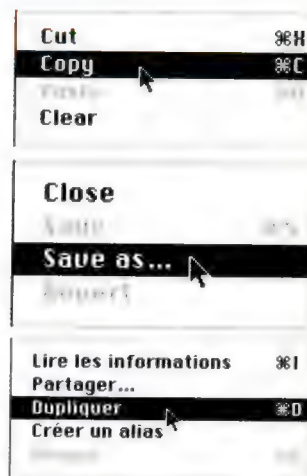 Cut ⌘X
Copy ⌘C
Clear
Close
Save as...
Lire les informations ⌘I
Partager...
Dupliquer ⌘D
Créer un alias